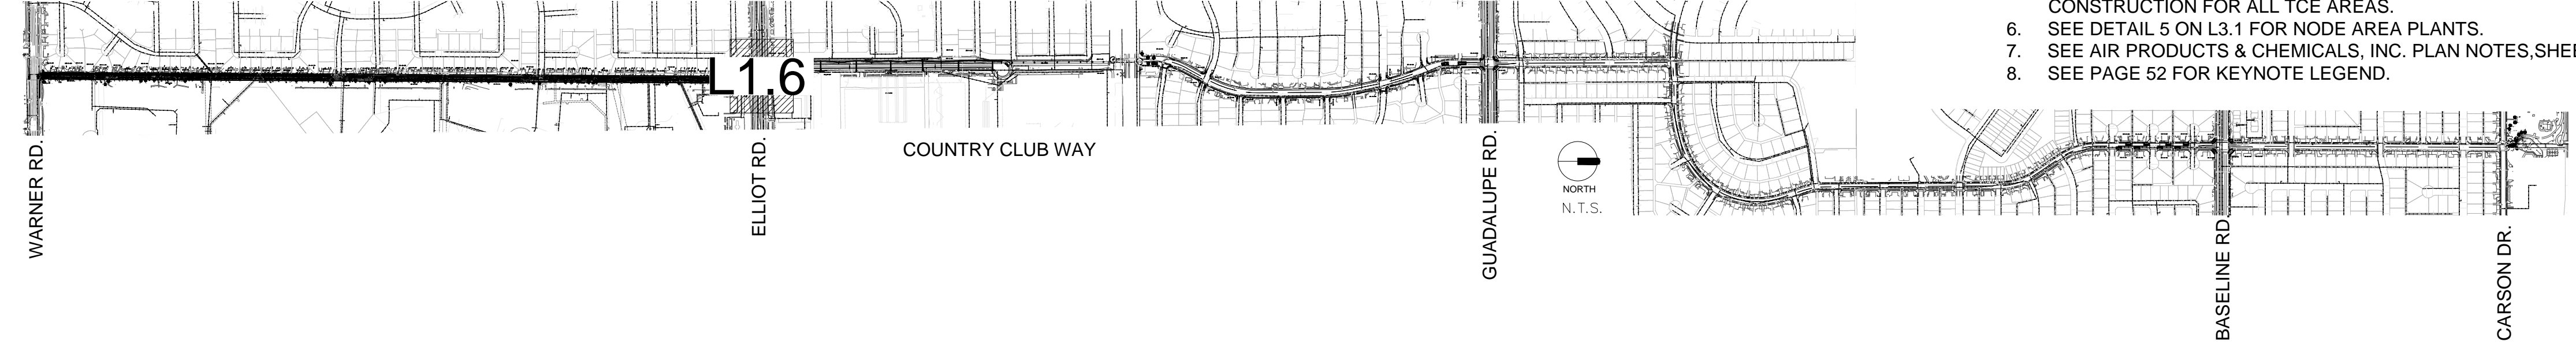 CONSTRUCTION FOR ALL TCE AREAS.
6. SEE DETAIL 5 ON L3.1 FOR NODE AREA PLANTS.
7. SEE AIR PRODUCTS & CHEMICALS, INC. PLAN NOTES,SHEE
8. SEE PAGE 52 FOR KEYNOTE LEGEND.
L1.6
COUNTRY CLUB WAY
WARNER RD.
ELLIOT RD.
GUADALUPE RD.
NORTH
N.T.S.
BASELINE RD
CARSON DR.